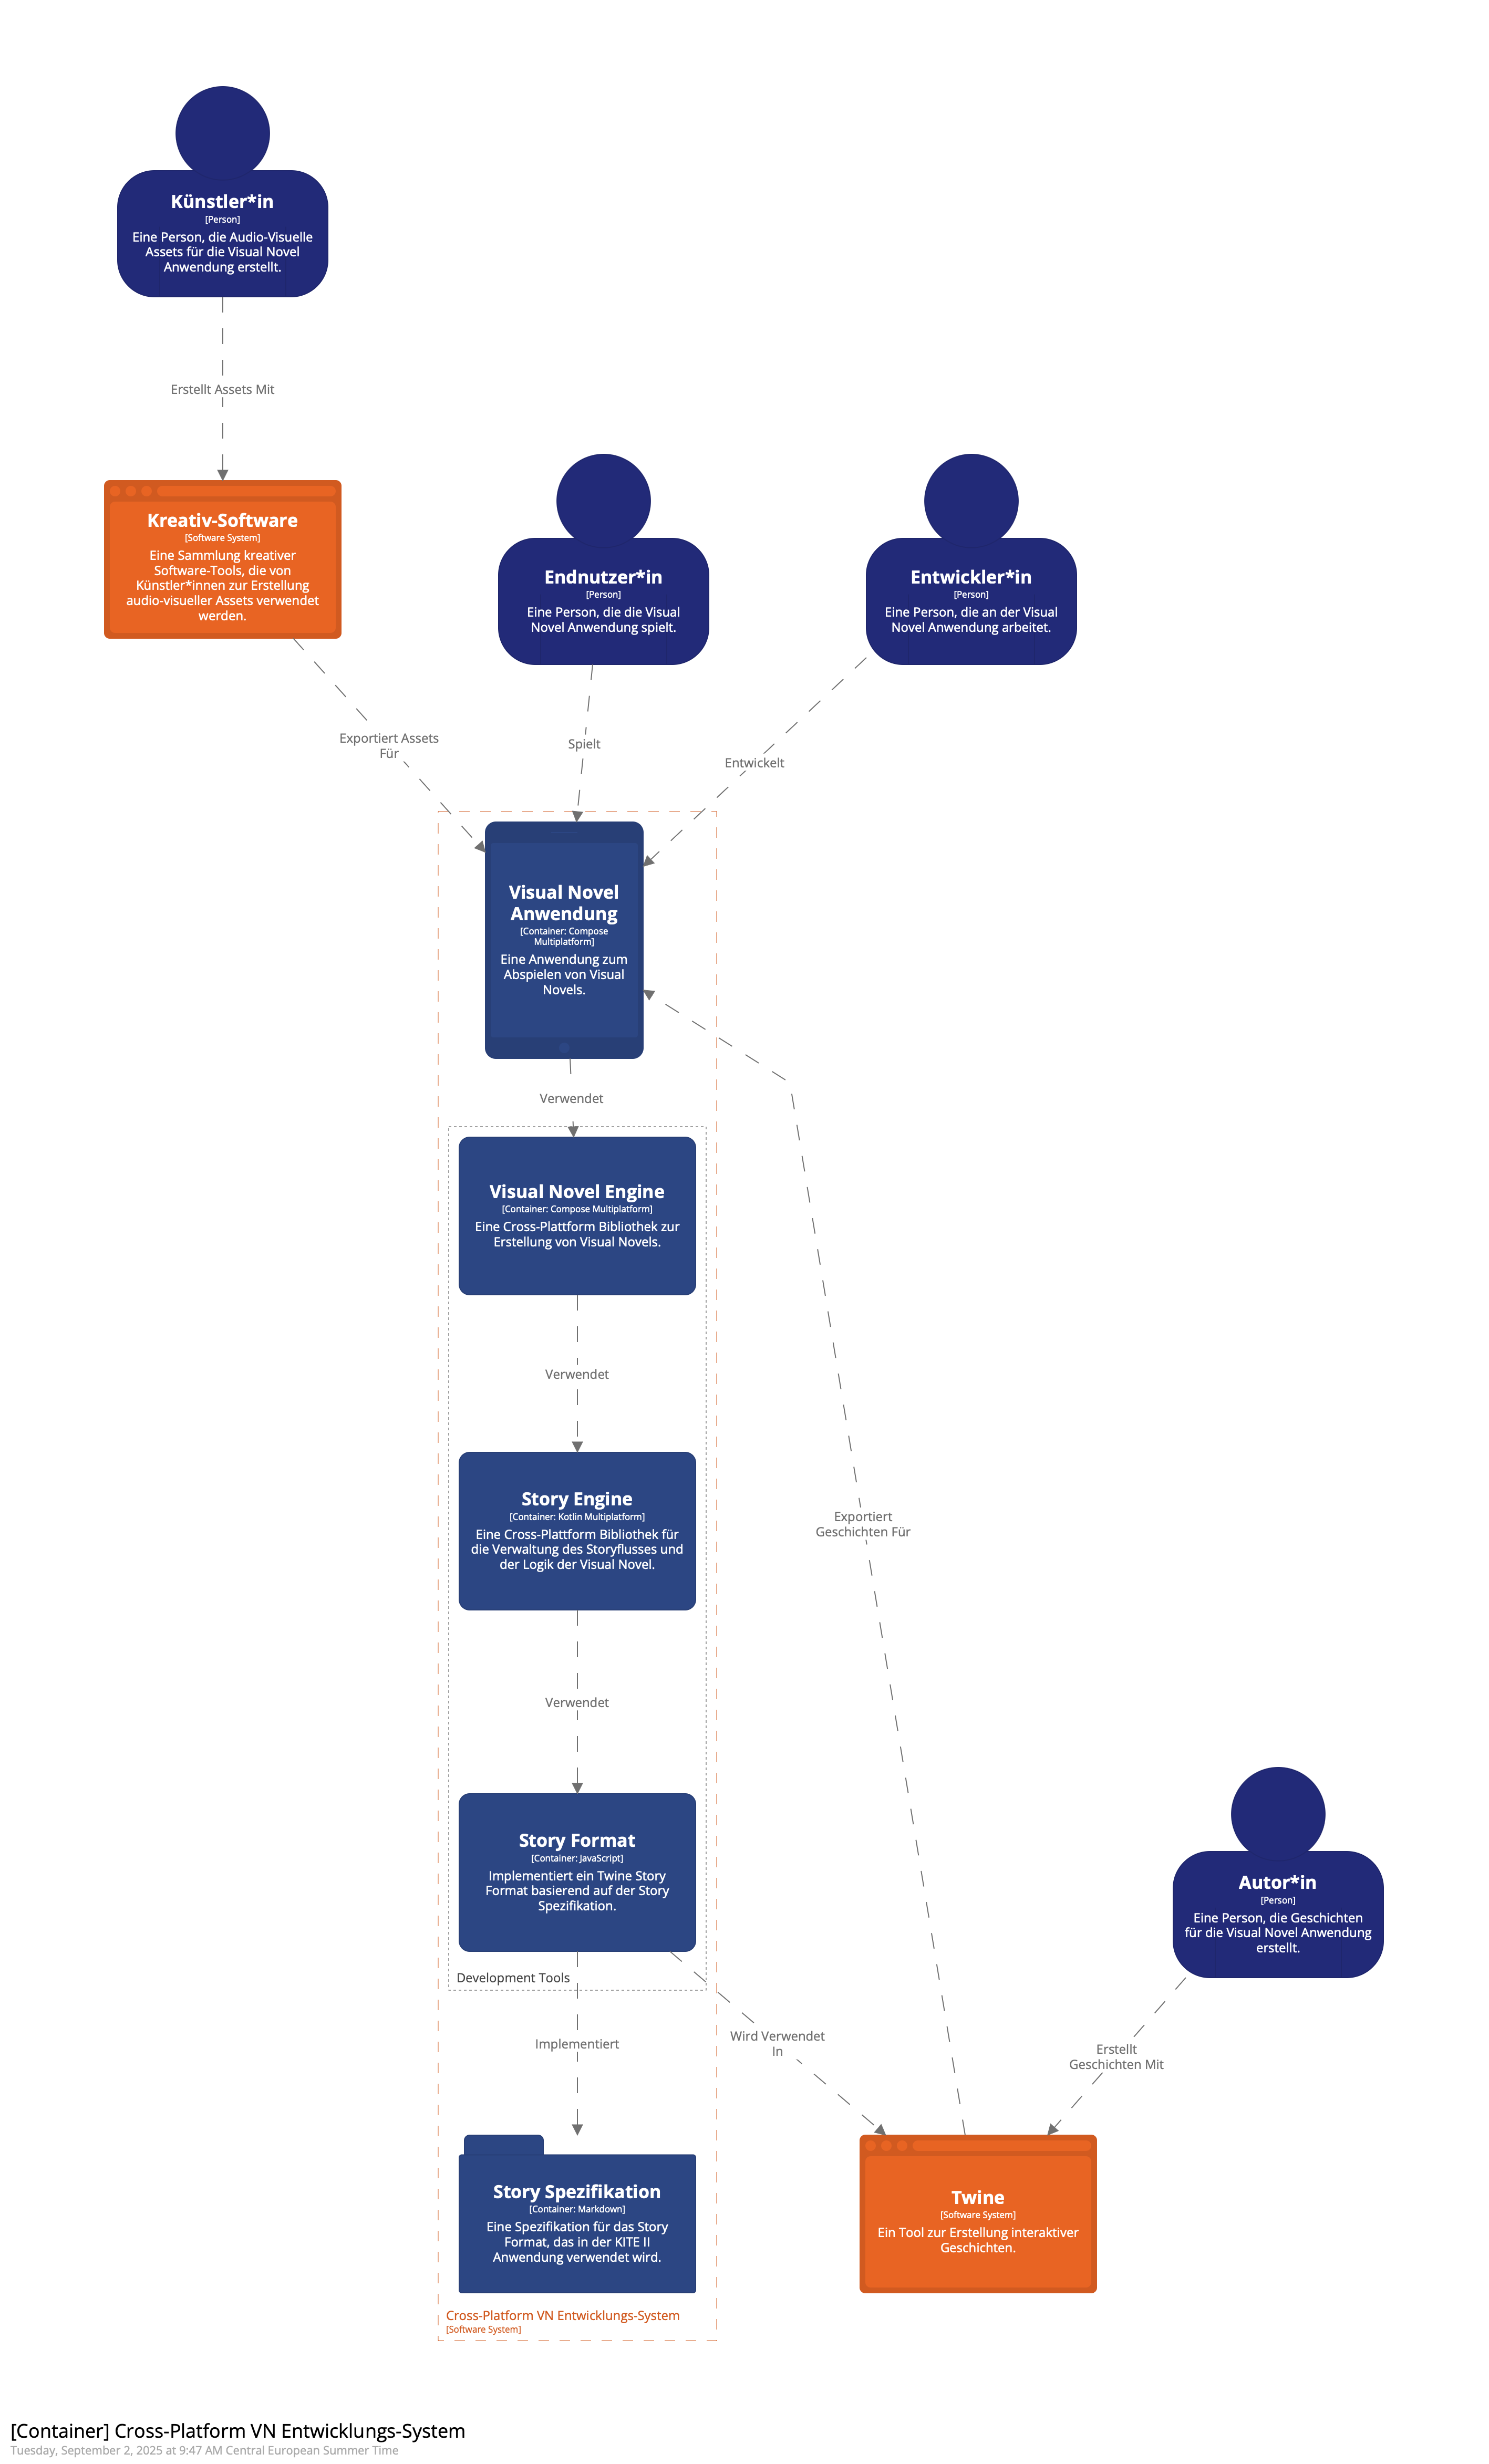 Künstler*in
[Person]
Eine Person, die Audio-Visuelle
Assets für die Visual Novel
Anwendung erstellt.
Erstellt Assets Mit
Kreativ-Software
[Software System]
Eine Sammlung kreativer
Software-Tools, die von
Künstler*innen zur Erstellung
audio-visueller Assets verwendet
werden.
Endnutzer*in
[Person]
Eine Person, die die Visual
Novel Anwendung spielt.
Entwickler*in
[Person]
Eine Person, die an der Visual
Novel Anwendung arbeitet.
Exportiert Assets
Für
Spielt
Entwickelt
Visual Novel
Anwendung
[Container: Compose
Multiplatform]
Eine Anwendung zum
Abspielen von Visual
Novels.
Verwendet
Visual Novel Engine
[Container: Compose Multiplatform]
Eine Cross-Plattform Bibliothek zur
Erstellung von Visual Novels.
Verwendet
Story Engine
[Container: Kotlin Multiplatform]
Eine Cross-Plattform Bibliothek für
die Verwaltung des Storyflusses und
der Logik der Visual Novel.
Exportiert
Geschichten Für
Verwendet
Story Format
[Container: JavaScript]
Implementiert ein Twine Story
Format basierend auf der Story
Spezifikation.
Development Tools
Autor*in
[Person]
Eine Person, die Geschichten
für die Visual Novel Anwendung
erstellt.
Implementiert
Wird Verwendet
In
Erstellt
Geschichten Mit
Story Spezifikation
[Container: Markdown]
Eine Spezifikation für das Story
Format, das in der KITE II
Anwendung verwendet wird.
Twine
[Software System]
Ein Tool zur Erstellung interaktiver
Geschichten.
Cross-Platform VN Entwicklungs-System
[Software System]
[Container] Cross-Platform VN Entwicklungs-System
Tuesday, September 2, 2025 at 9:47 AM Central European Summer Time